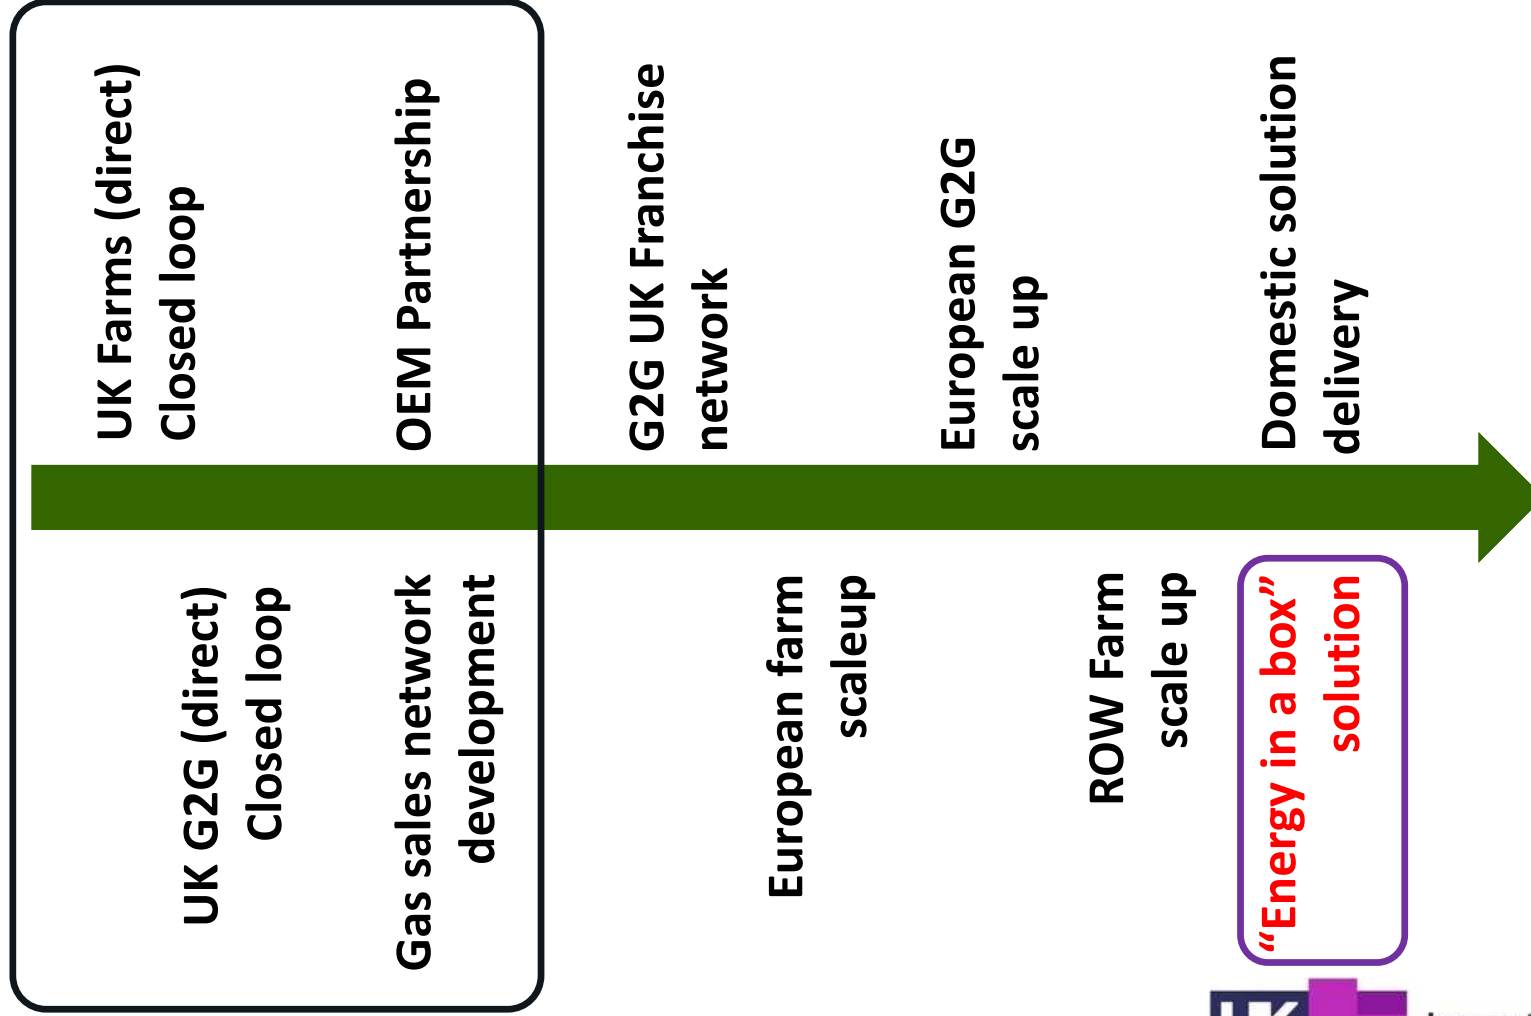 UK Farms (direct)
Closed loop
OEM Partnership
G2G UK Franchise
network
European G2G
scale up
Domestic solution
delivery
UK G2G (direct)
Closed loop
Gas sales network
development
European farm
scaleup
ROW Farm
scale up
“Energy in a box”
solution
UK